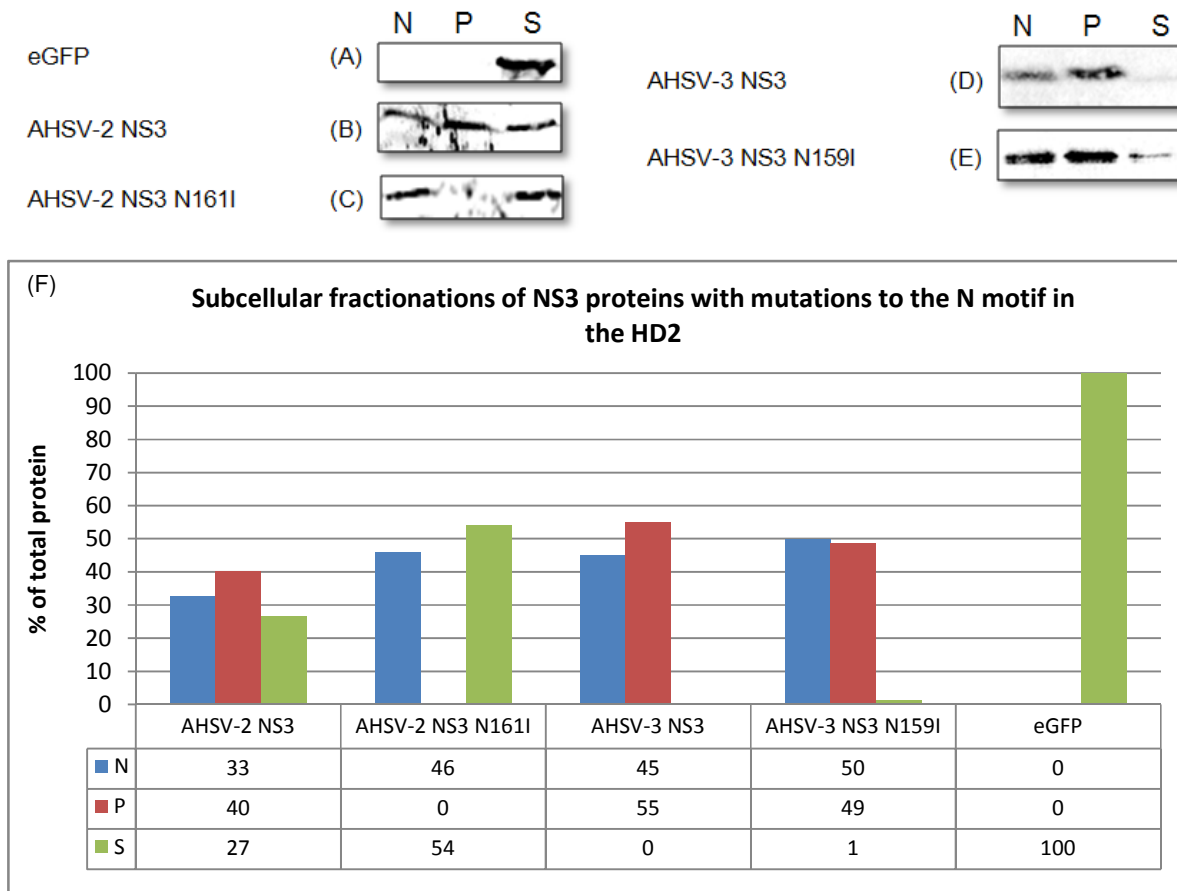 N P S
eGFP (A)
AHSV-2 NS3 (B)
AHSV-2 NS3 N161I (C)
N P S
AHSV-3 NS3 (D)
AHSV-3 NS3 N159I (E)
(F)
Subcellular fractionations of NS3 proteins with mutations to the N motif in
the HD2
% of total protein
100
90
80
70
60
50
40
30
20
10
0
AHSV-2 NS3 AHSV-2 NS3 N161I AHSV-3 NS3 AHSV-3 NS3 N159I eGFP
N 33 46 45 50 0
P 40 0 55 49 0
S 27 54 0 1 100